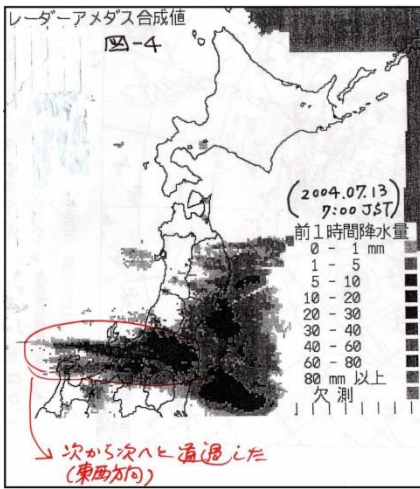 レーダーアメダス合成値
図-4
(2004.07.13
7:00 JST)
前1時間降水量
0 - 1 mm
1 - 5
5 - 10
10 - 20
20 - 30
30 - 40
40 - 60
60 - 80
80 mm 以上
欠測
次から次へと通過した
(東西方向)